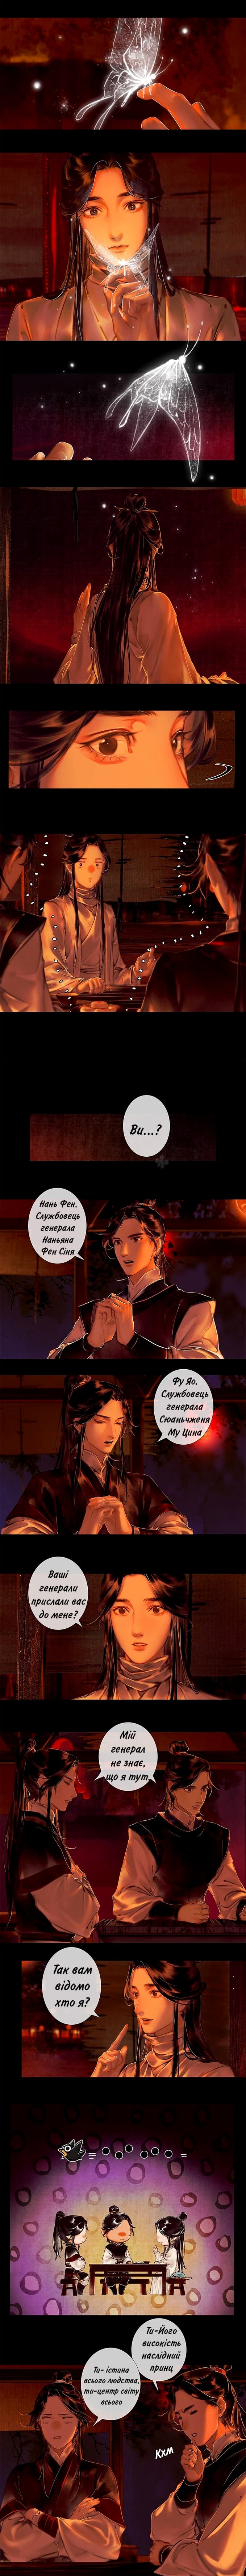 Ви...?
Нань Фен.
Службовець
генерала
Наньяна
Фен Сіня
Фу Яо.
Службовець
генерала
Сюаньчженя
Му Цина
Ваші
генерали
прислали вас
до мене?
Мій
генерал
не знає,
що я тут.
Так вам
відомо
хто я?
Ти-Його
високість
наслідний
принц
Ти- істина
всього людства,
ти-центр світу
всього
Кхм